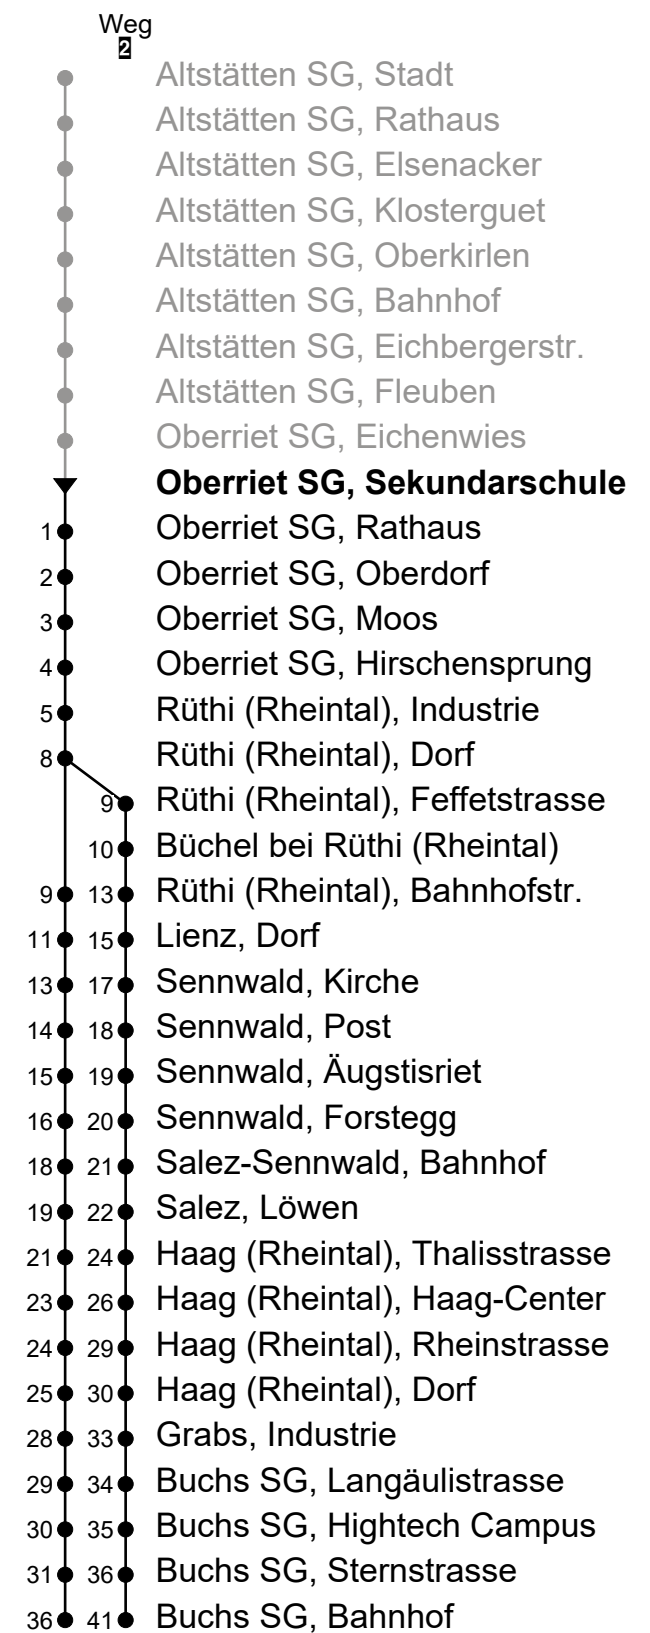 Weg
2
Altstätten SG, Stadt
Altstätten SG, Rathaus
Altstätten SG, Elsenacker
Altstätten SG, Klosterguet
Altstätten SG, Oberkirlen
Altstätten SG, Bahnhof
Altstätten SG, Eichbergerstr.
Altstätten SG, Fleuben
Oberriet SG, Eichenwies
Oberriet SG, Sekundarschule
1 Oberriet SG, Rathaus
2 Oberriet SG, Oberdorf
3 Oberriet SG, Moos
4 Oberriet SG, Hirschensprung
5 Rüthi (Rheintal), Industrie
8 Rüthi (Rheintal), Dorf
9 Rüthi (Rheintal), Feffetstrasse
10 Büchel bei Rüthi (Rheintal)
9 13 Rüthi (Rheintal), Bahnhofstr.
11 15 Lienz, Dorf
13 17 Sennwald, Kirche
14 18 Sennwald, Post
15 19 Sennwald, Äugstisriet
16 20 Sennwald, Forstegg
18 21 Salez-Sennwald, Bahnhof
19 22 Salez, Löwen
21 24 Haag (Rheintal), Thalisstrasse
23 26 Haag (Rheintal), Haag-Center
24 29 Haag (Rheintal), Rheinstrasse
25 30 Haag (Rheintal), Dorf
28 33 Grabs, Industrie
29 34 Buchs SG, Langäulistrasse
30 35 Buchs SG, Hightech Campus
31 36 Buchs SG, Sternstrasse
36 41 Buchs SG, Bahnhof